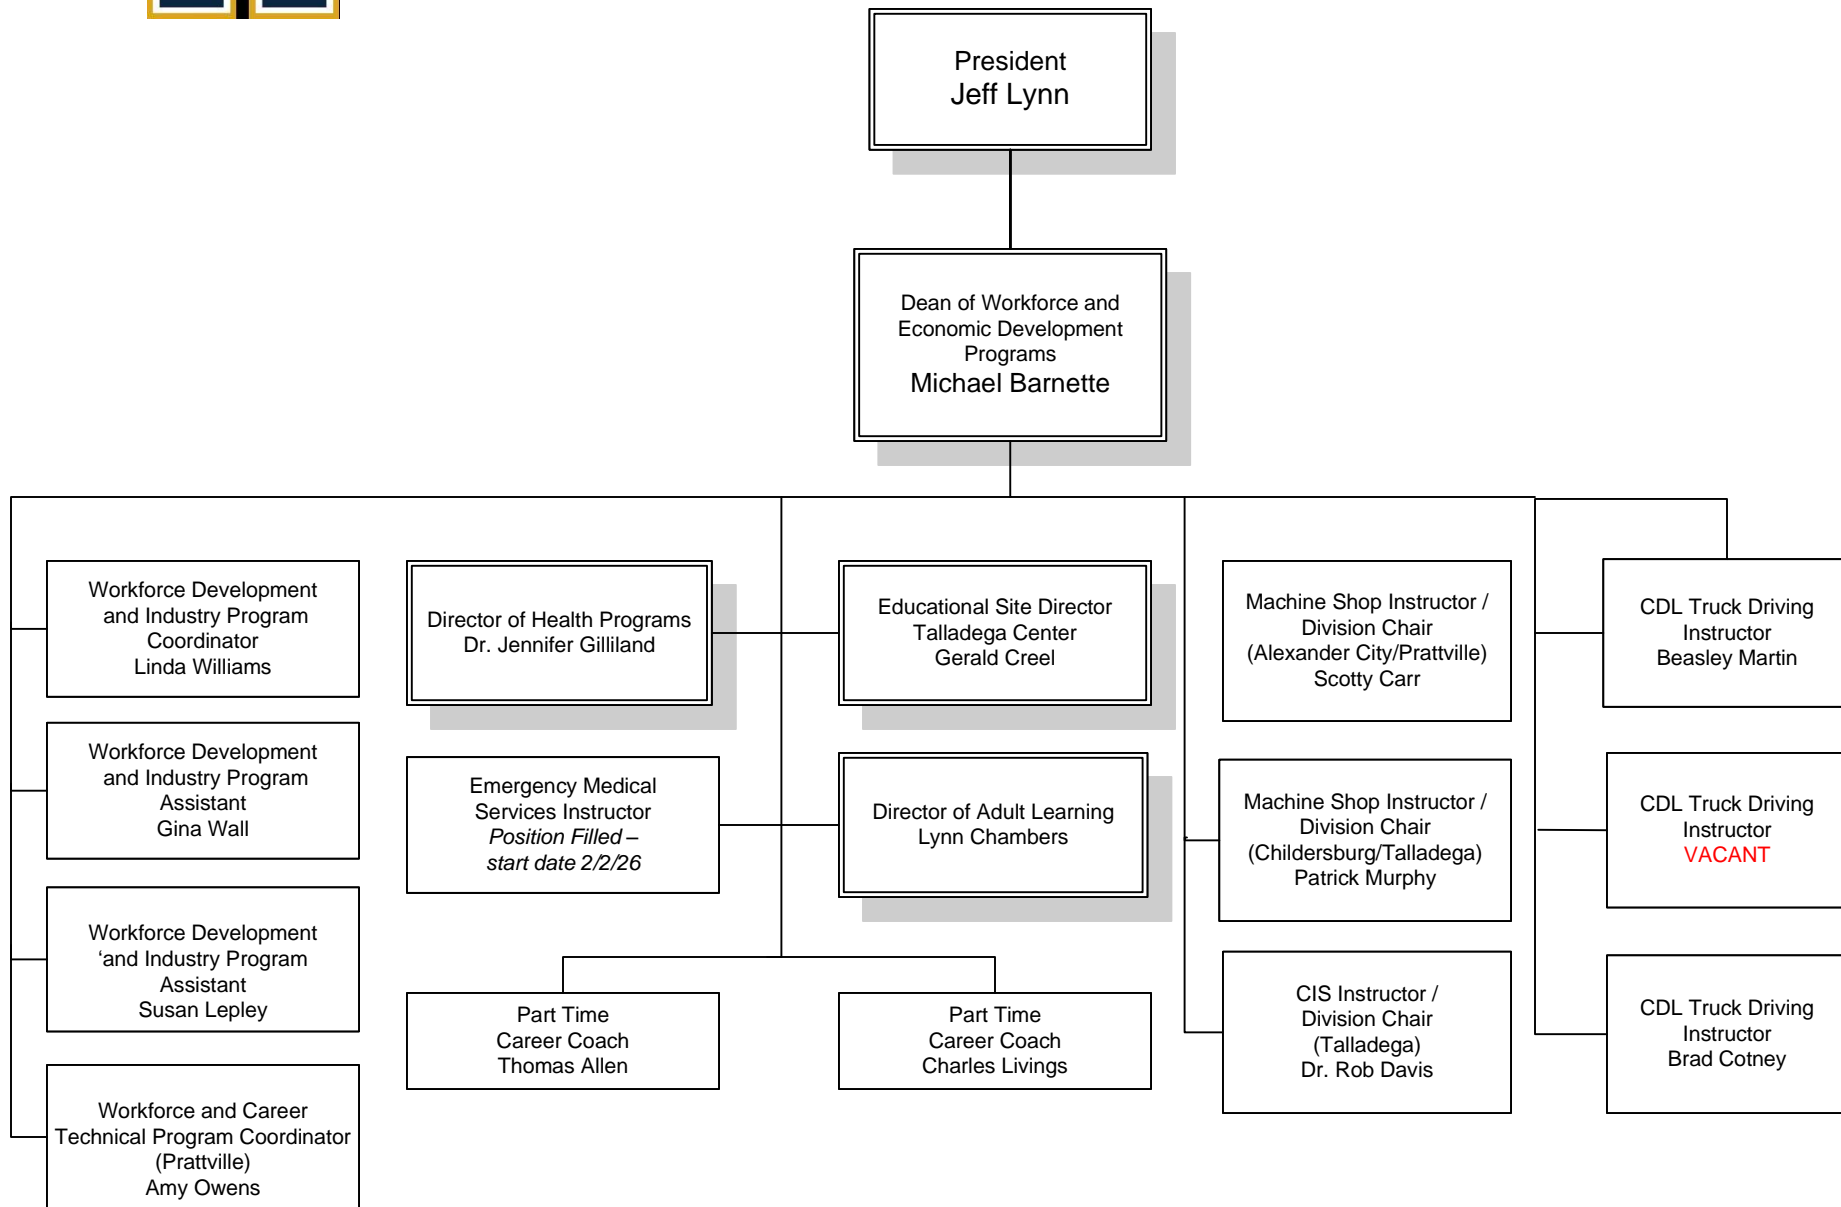 President
Jeff Lynn
Dean of Workforce and
Economic Development
Programs
Michael Barnette
Workforce Development
and Industry Program
Coordinator
Linda Williams
Director of Health Programs
Dr. Jennifer Gilliland
Educational Site Director
Talladega Center
Gerald Creel
Machine Shop Instructor /
Division Chair
(Alexander City/Prattville)
Scotty Carr
CDL Truck Driving
Instructor
Beasley Martin
Workforce Development
and Industry Program
Assistant
Gina Wall
Emergency Medical
Services Instructor
Position Filled –
start date 2/2/26
Director of Adult Learning
Lynn Chambers
Machine Shop Instructor /
Division Chair
(Childersburg/Talladega)
Patrick Murphy
CDL Truck Driving
Instructor
VACANT
Workforce Development
‘and Industry Program
Assistant
Susan Lepley
Part Time
Career Coach
Thomas Allen
Part Time
Career Coach
Charles Livings
CIS Instructor /
Division Chair
(Talladega)
Dr. Rob Davis
CDL Truck Driving
Instructor
Brad Cotney
Workforce and Career
Technical Program Coordinator
(Prattville)
Amy Owens